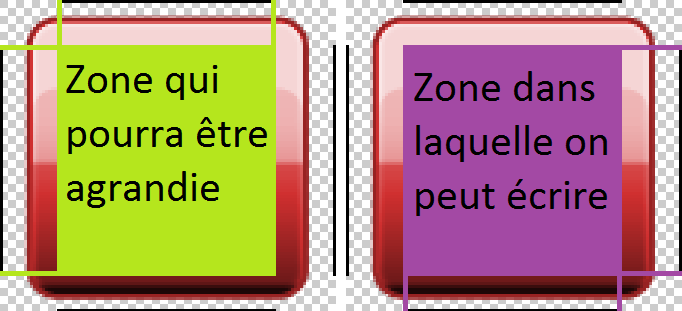 Zone qui
pourra être
agrandie
Zone dans
laquelle on
peut écrire